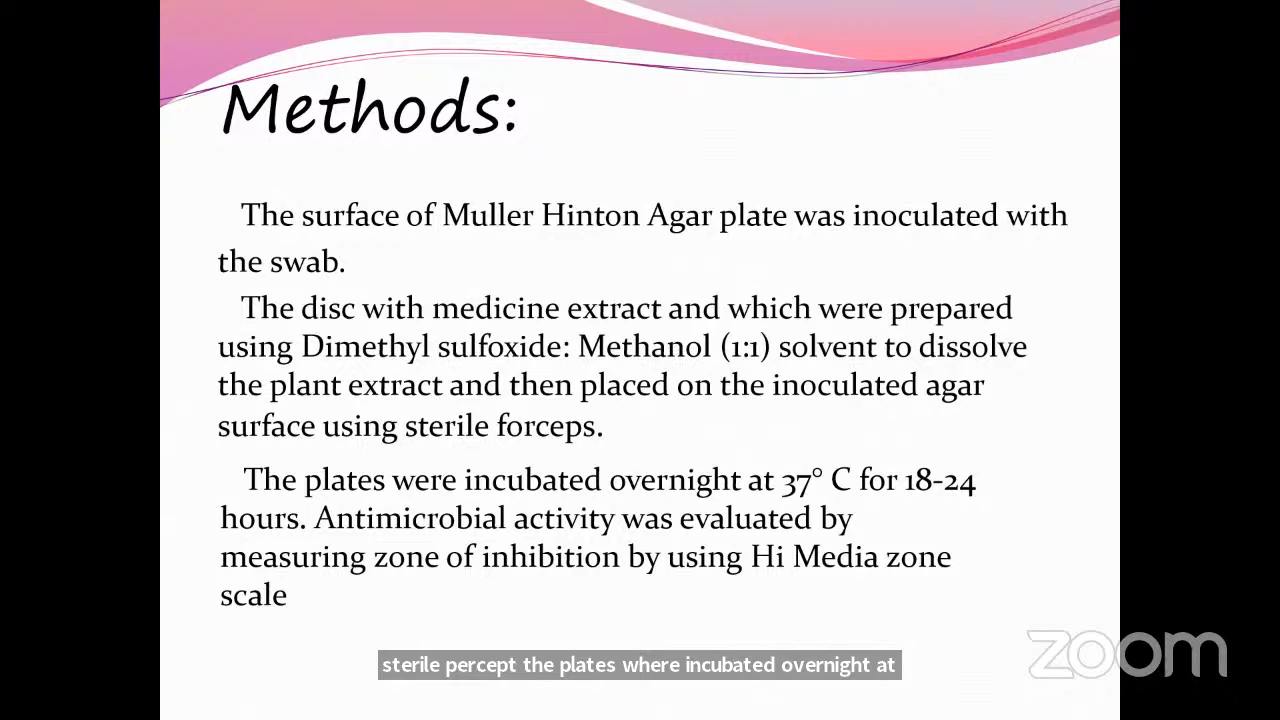 Methods:
The surface of Muller Hinton Agar plate was inoculated with
the swab.
The disc with medicine extract and which were prepared
using Dimethyl sulfoxide: Methanol (1:1) solvent to dissolve
the plant extract and then placed on the inoculated agar
surface using sterile forceps.
The plates were incubated overnight at 37° C for 18-24
hours. Antimicrobial activity was evaluated by
measuring zone of inhibition by using Hi Media zone
scale
sterile percept the plates where incubated overnight at
zoom